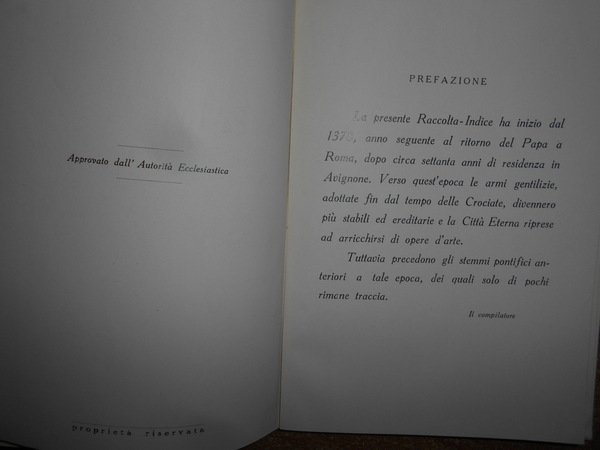 Approvato dall' Autorità Ecclesiastica
proprietà riservata
PREFAZIONE
La presente Raccolta-Indice ha inizio dal
1378, anno seguente al ritorno del Papa a
Roma, dopo circa settanta anni di residenza in
Avignone. Verso quest'epoca le armi gentilizie,
adottate fin dal tempo delle Crociate, divennero
più stabili ed ereditarie e la Città Eterna riprese
ad arricchirsi di opere d'arte.
Tuttavia precedono gli stemmi pontifici an-
teriori a tale epoca, dei quali solo di pochi
rimane traccia.
Il compilatore